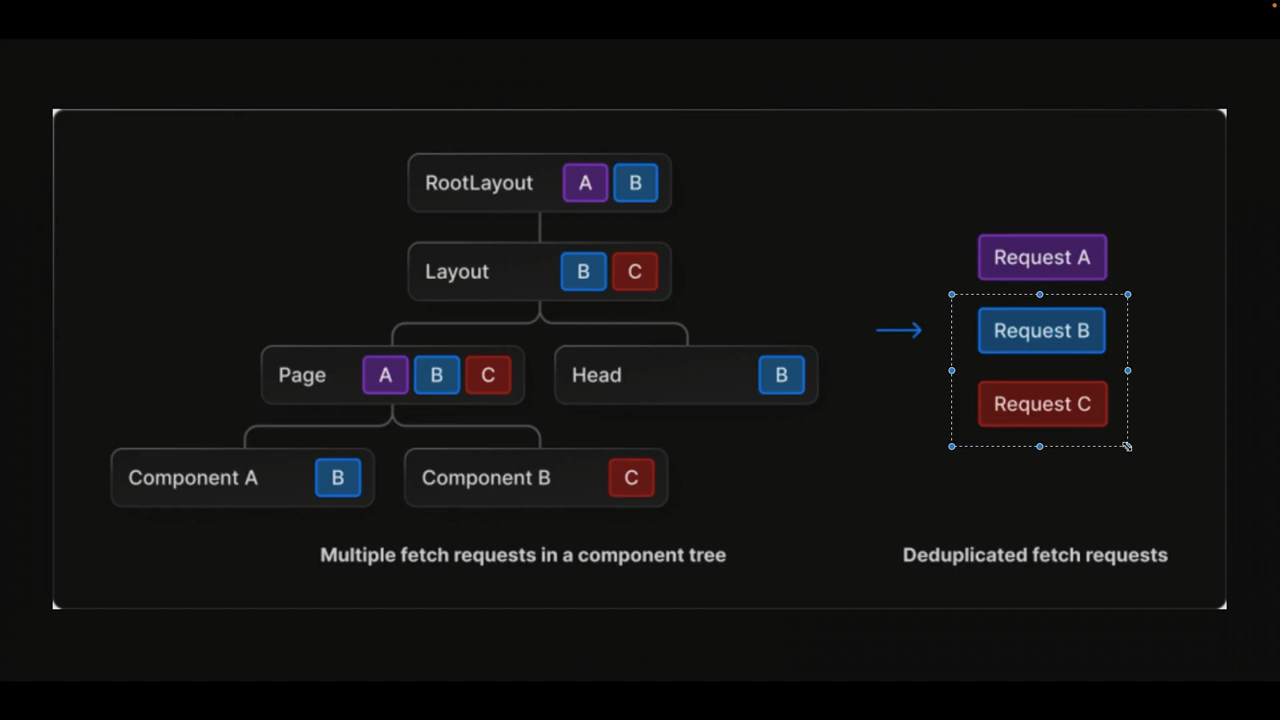 RootLayout A B
Layout B C
Page A B C
Head B
Component A B
Component B C
Multiple fetch requests in a component tree
Request A
Request B
Request C
Deduplicated fetch requests